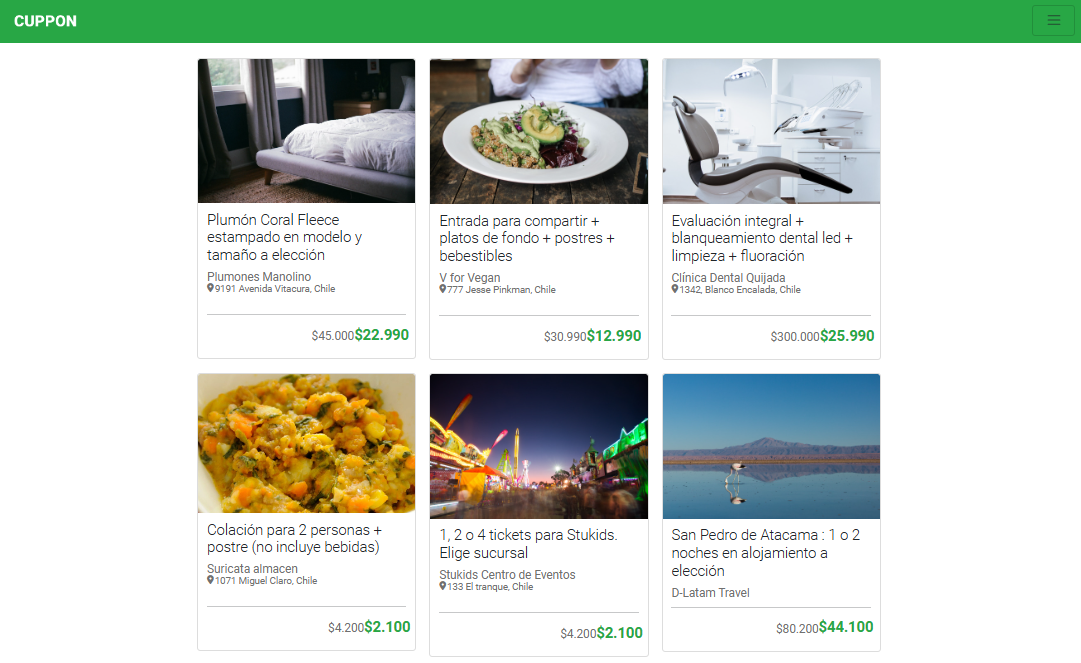 CUPPON
Plumón Coral Fleece
estampado en modelo y
tamaño a elección
Plumones Manolino
9191 Avenida Vitacura, Chile
$45.000$22.990
Entrada para compartir +
platos de fondo + postres +
bebestibles
V for Vegan
777 Jesse Pinkman, Chile
$30.990$12.990
Evaluación integral +
blanqueamiento dental led +
limpieza + fluoración
Clínica Dental Quijada
1342, Blanco Encalada, Chile
$300.000$25.990
Colación para 2 personas +
postre (no incluye bebidas)
Suricata almacen
1071 Miguel Claro, Chile
$4.200$2.100
1, 2 o 4 tickets para Stukids.
Elige sucursal
Stukids Centro de Eventos
133 El tranque, Chile
$4.200$2.100
San Pedro de Atacama : 1 o 2
noches en alojamiento a
elección
D-Latam Travel
$80.200$44.100